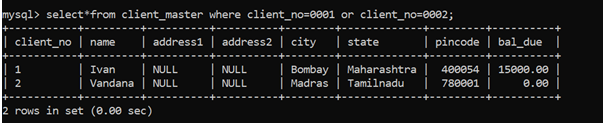 mysql> select*from client_master where client_no=0001 or client_no=0002;
+-----------+---------+----------+----------+--------+-------------+---------+----------+
| client_no | name    | address1 | address2 | city   | state       | pincode | bal_due  |
+-----------+---------+----------+----------+--------+-------------+---------+----------+
| 1         | Ivan    | NULL     | NULL     | Bombay | Maharashtra |  400054 | 15000.00 |
| 2         | Vandana | NULL     | NULL     | Madras | Tamilnadu   |  780001 |     0.00 |
+-----------+---------+----------+----------+--------+-------------+---------+----------+
2 rows in set (0.00 sec)